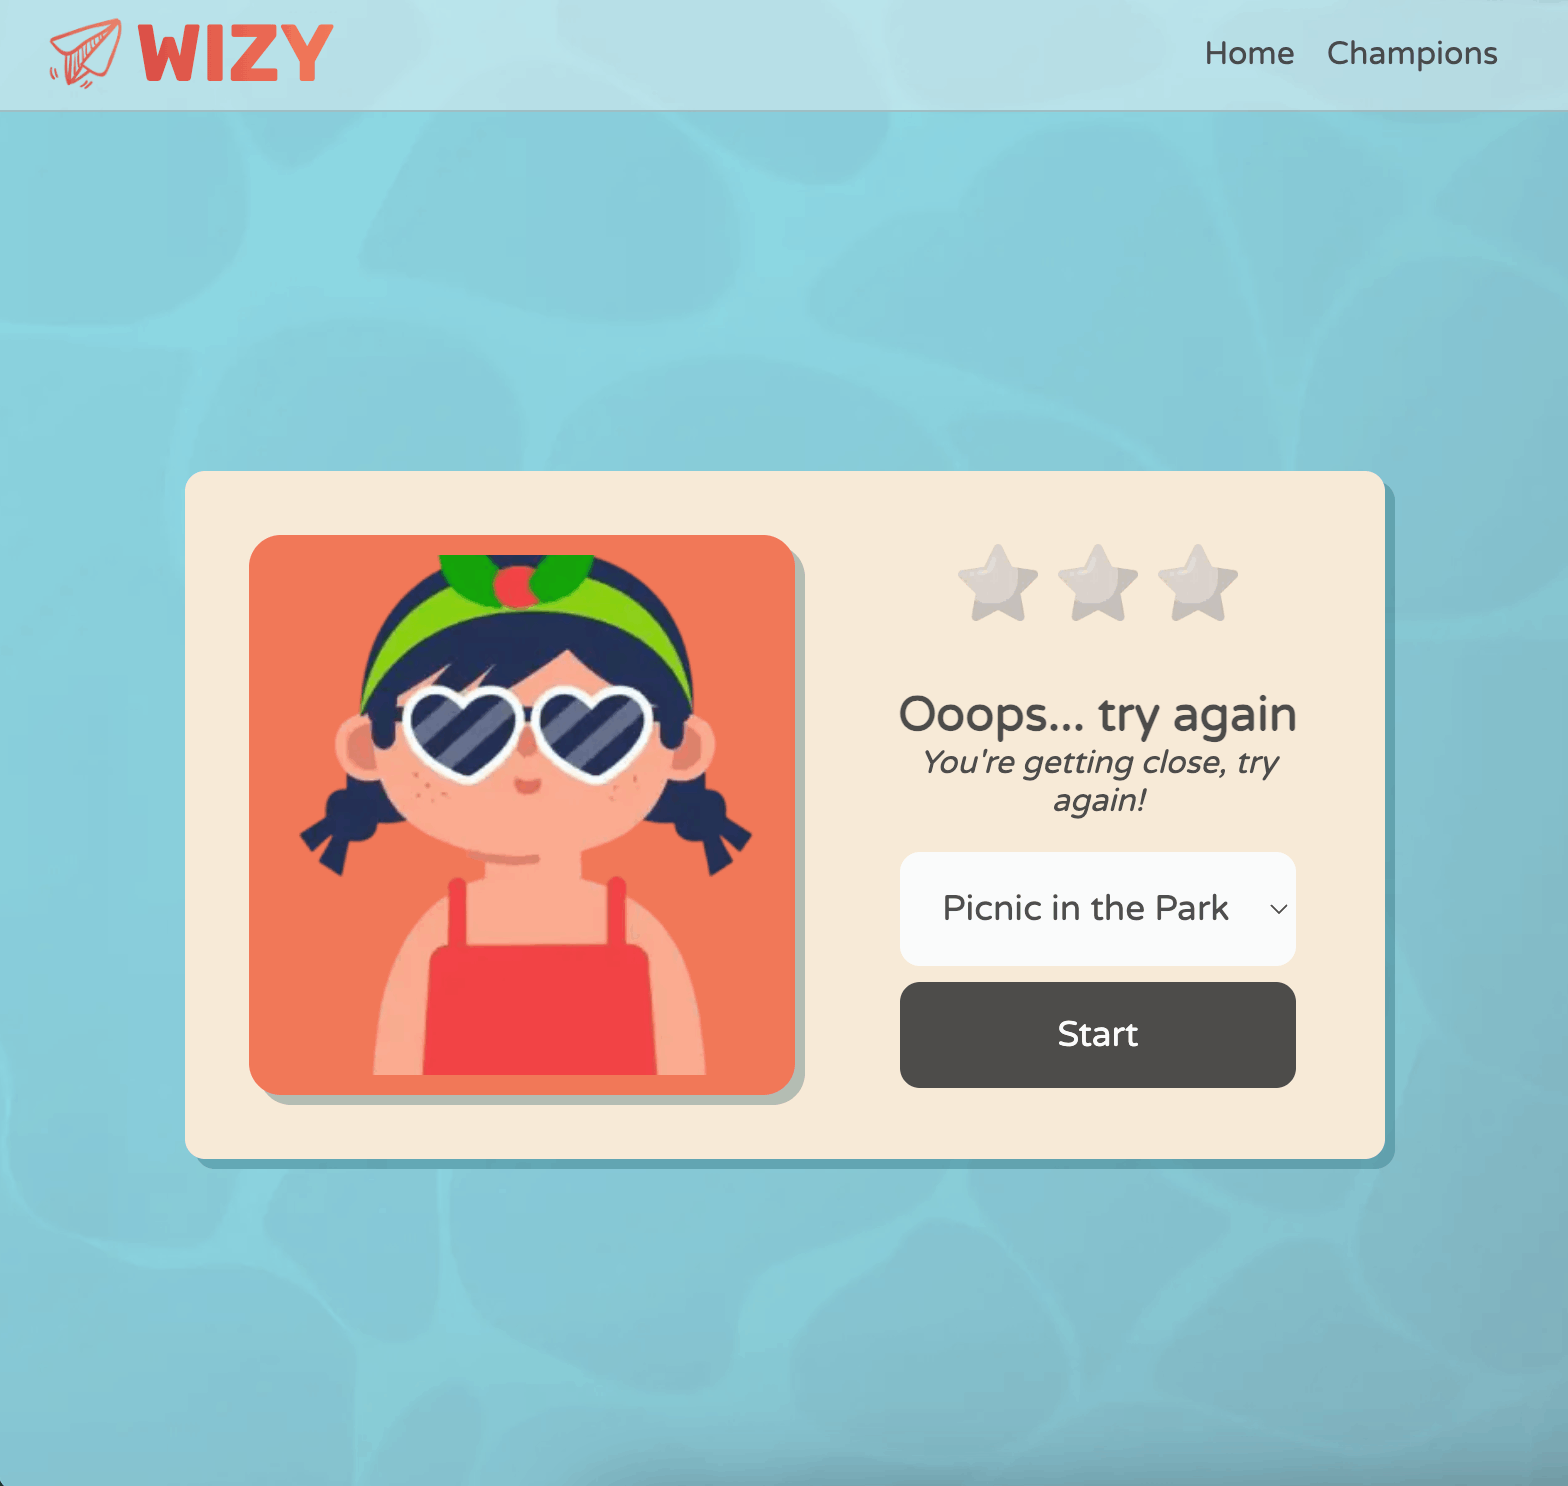 WIZY
Home Champions
Ooops... try again
You're getting close, try
again!
Picnic in the Park
Start